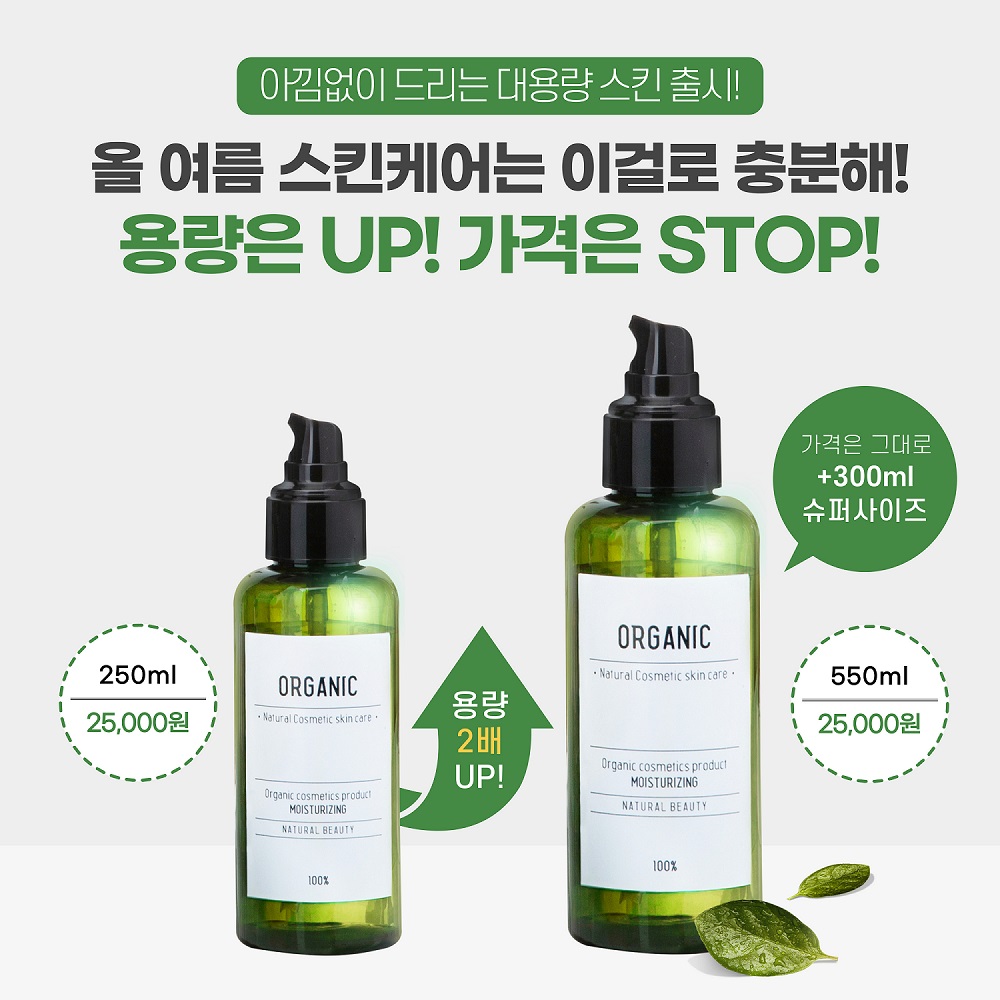 아낌없이 드리는 대용량 스킨 출시!
올 여름 스킨케어는 이걸로 충분해!
용량은 UP! 가격은 STOP!
가격은 그대로
+300ml
슈퍼사이즈
250ml
25,000원
ORGANIC
• Natural Cosmetic skin care •
Organic cosmetics product
MOISTURIZING
NATURAL BEAUTY
100%
용량
2배
UP!
ORGANIC
• Natural Cosmetic skin care •
Organic cosmetics product
MOISTURIZING
NATURAL BEAUTY
100%
550ml
25,000원